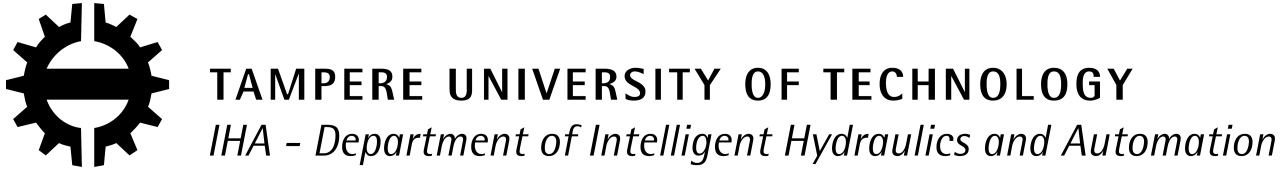 TAMPERE UNIVERSITY OF TECHNOLOGY
IHA – Department of Intelligent Hydraulics and Automation